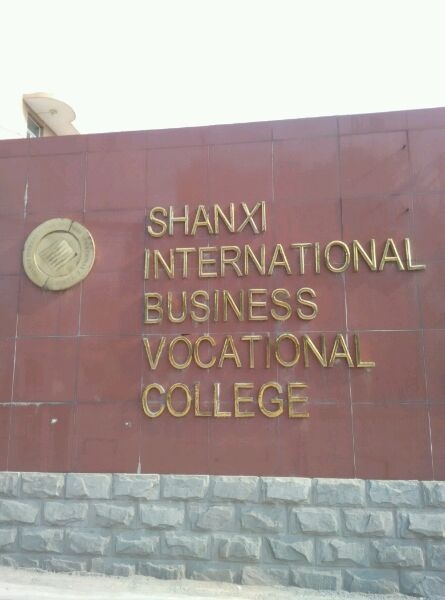 SHANXI
INTERNATIONAL
BUSINESS
VOCATIONAL
COLLEGE